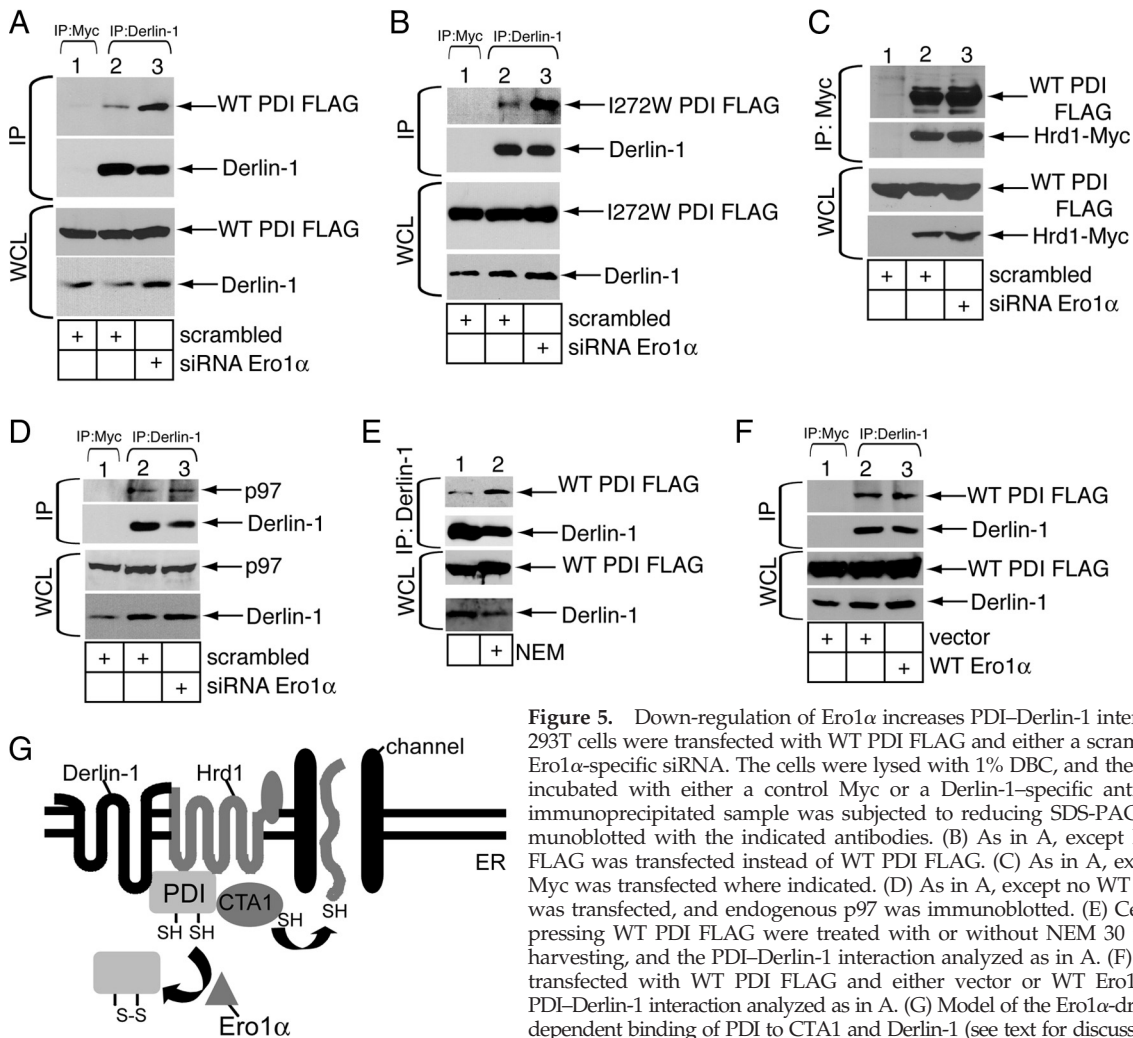 A
IP:Myc IP:Derlin-1
1 2 3
IP
WT PDI FLAG
Derlin-1
WCL
WT PDI FLAG
Derlin-1
+ + scrambled
+ siRNA Ero1α
B
IP:Myc IP:Derlin-1
1 2 3
IP
I272W PDI FLAG
Derlin-1
WCL
I272W PDI FLAG
Derlin-1
+ + scrambled
+ siRNA Ero1α
C
1 2 3
IP: Myc
WT PDI
FLAG
Hrd1-Myc
WCL
WT PDI
FLAG
Hrd1-Myc
+ + scrambled
+ siRNA Ero1α
D
IP:Myc IP:Derlin-1
1 2 3
IP
p97
Derlin-1
WCL
p97
Derlin-1
+ + scrambled
+ siRNA Ero1α
E
1 2
IP: Derlin-1
WT PDI FLAG
Derlin-1
WCL
WT PDI FLAG
Derlin-1
+ NEM
F
IP:Myc IP:Derlin-1
1 2 3
IP
WT PDI FLAG
Derlin-1
WCL
WT PDI FLAG
Derlin-1
+ + vector
+ WT Ero1α
G
Derlin-1 Hrd1 channel
ER
PDI CTA1
SH SH SH SH
S-S
Ero1α
Figure 5. Down-regulation of Ero1α increases PDI–Derlin-1 inter
293T cells were transfected with WT PDI FLAG and either a scram
Ero1α-specific siRNA. The cells were lysed with 1% DBC, and the
incubated with either a control Myc or a Derlin-1–specific ant
immunoprecipitated sample was subjected to reducing SDS-PAG
munoblotted with the indicated antibodies. (B) As in A, except
FLAG was transfected instead of WT PDI FLAG. (C) As in A, ex
Myc was transfected where indicated. (D) As in A, except no WT
was transfected, and endogenous p97 was immunoblotted. (E) Ce
pressing WT PDI FLAG were treated with or without NEM 30
harvesting, and the PDI–Derlin-1 interaction analyzed as in A. (F)
transfected with WT PDI FLAG and either vector or WT Ero1
PDI–Derlin-1 interaction analyzed as in A. (G) Model of the Ero1α-dr
dependent binding of PDI to CTA1 and Derlin-1 (see text for discuss